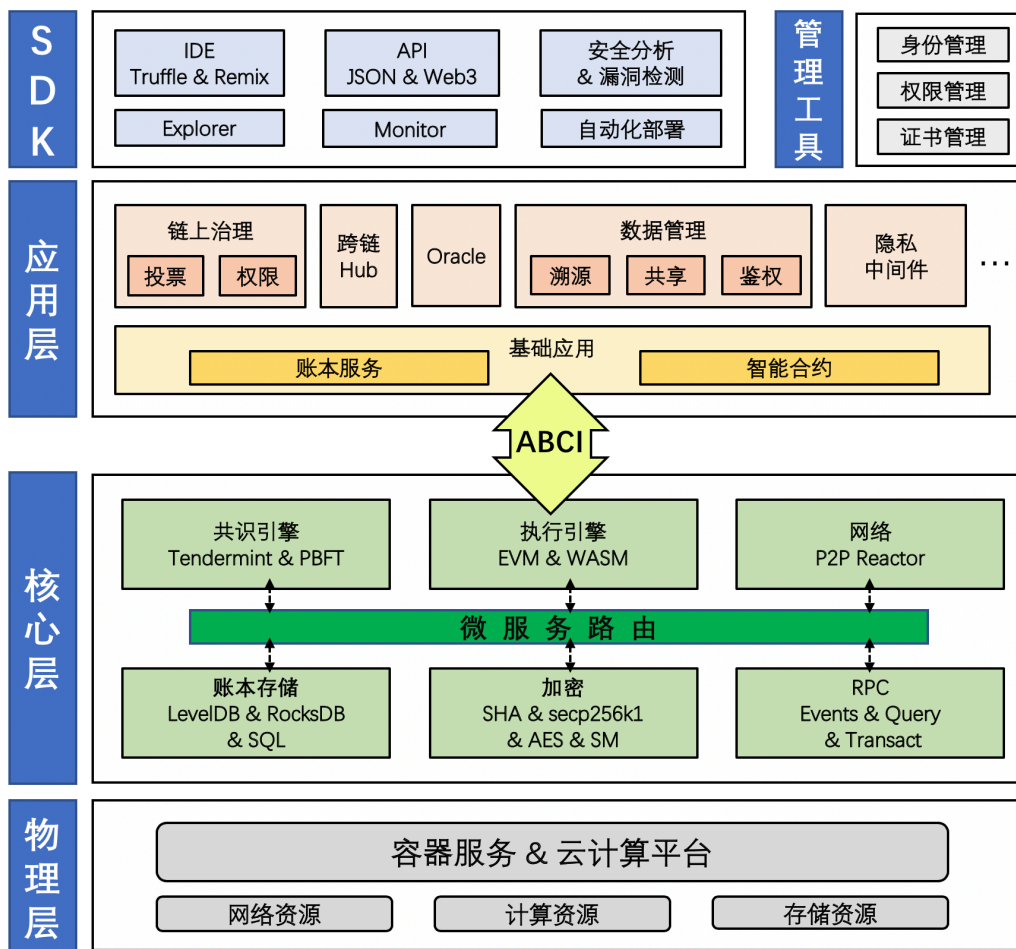 SDK
IDE
Truffle & Remix
API
JSON & Web3
安全分析
& 漏洞检测
Explorer
Monitor
自动化部署
管理工具
身份管理
权限管理
证书管理
应用层
链上治理
投票
权限
跨链
Hub
Oracle
数据管理
溯源
共享
鉴权
隐私
中间件
...
基础应用
账本服务
智能合约
ABCI
核心层
共识引擎
Tendermint & PBFT
执行引擎
EVM & WASM
网络
P2P Reactor
微服务路由
账本存储
LevelDB & RocksDB
& SQL
加密
SHA & secp256k1
& AES & SM
RPC
Events & Query
& Transact
物理层
容器服务 & 云计算平台
网络资源
计算资源
存储资源